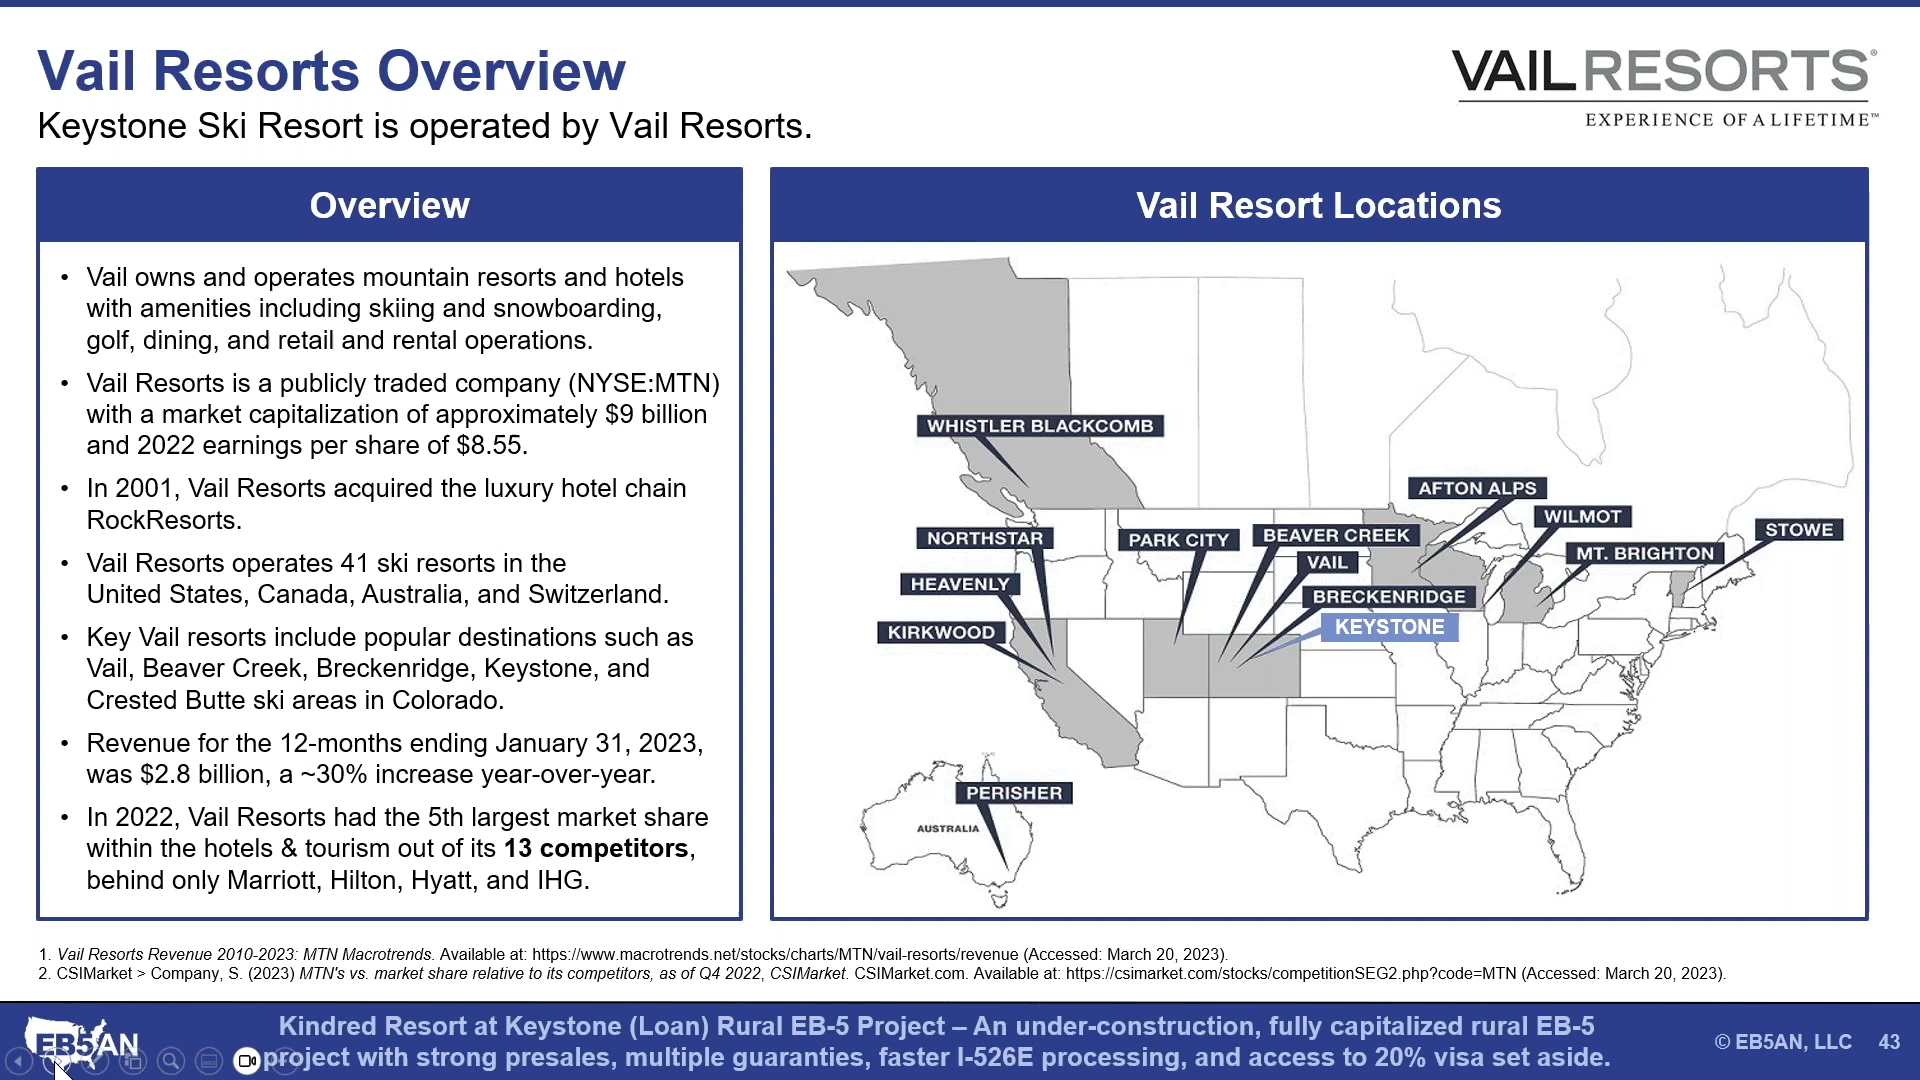 Vail Resorts Overview
Keystone Ski Resort is operated by Vail Resorts.
VAIL RESORTS®
EXPERIENCE OF A LIFETIME™
Overview
• Vail owns and operates mountain resorts and hotels
with amenities including skiing and snowboarding,
golf, dining, and retail and rental operations.
• Vail Resorts is a publicly traded company (NYSE:MTN)
with a market capitalization of approximately $9 billion
and 2022 earnings per share of $8.55.
• In 2001, Vail Resorts acquired the luxury hotel chain
RockResorts.
• Vail Resorts operates 41 ski resorts in the
United States, Canada, Australia, and Switzerland.
• Key Vail resorts include popular destinations such as
Vail, Beaver Creek, Breckenridge, Keystone, and
Crested Butte ski areas in Colorado.
• Revenue for the 12-months ending January 31, 2023,
was $2.8 billion, a ~30% increase year-over-year.
• In 2022, Vail Resorts had the 5th largest market share
within the hotels & tourism out of its 13 competitors,
behind only Marriott, Hilton, Hyatt, and IHG.
Vail Resort Locations
WHISTLER BLACKCOMB
AFTON ALPS
WILMOT
STOWE
NORTHSTAR
PARK CITY
BEAVER CREEK
MT. BRIGHTON
VAIL
HEAVENLY
BRECKENRIDGE
KEYSTONE
KIRKWOOD
PERISHER
AUSTRALIA
1. Vail Resorts Revenue 2010-2023: MTN Macrotrends. Available at: https://www.macrotrends.net/stocks/charts/MTN/vail-resorts/revenue (Accessed: March 20, 2023).
2. CSIMarket > Company, S. (2023) MTN's vs. market share relative to its competitors, as of Q4 2022, CSIMarket. CSIMarket.com. Available at: https://csimarket.com/stocks/competitionSEG2.php?code=MTN (Accessed: March 20, 2023).
EB5AN
Kindred Resort at Keystone (Loan) Rural EB-5 Project – An under-construction, fully capitalized rural EB-5
project with strong presales, multiple guaranties, faster I-526E processing, and access to 20% visa set aside.
© EB5AN, LLC 43